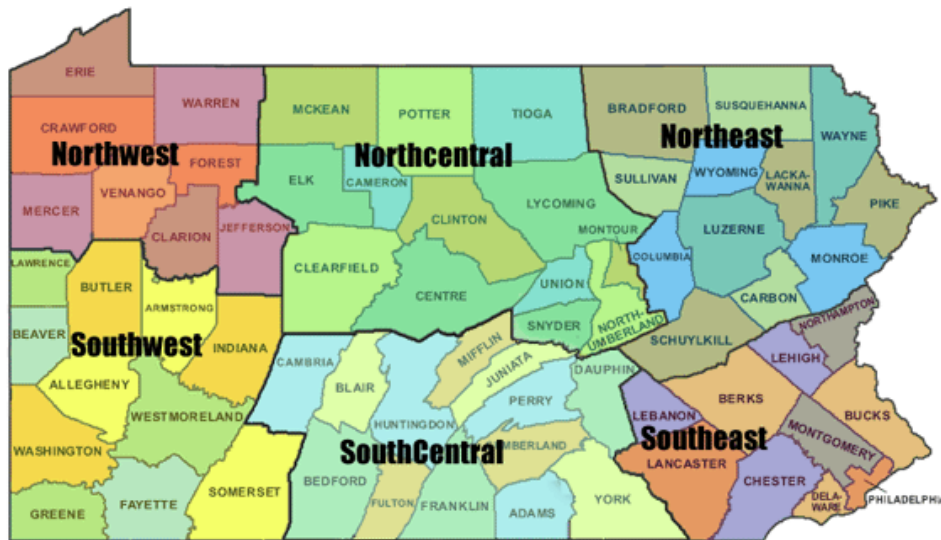 ERIE
WARREN
CRAWFORD
Northwest
FOREST
VENANGO
MERCER
CLARION
JEFFERSON
MCKEAN
POTTER
TIOGA
Northcentral
ELK
CAMERON
LYCOMING
CLINTON
MONTOUR
CLEARFIELD
CENTRE
UNION
SNYDER
NORTH-
UMBERLAND
BRADFORD
SUSQUEHANNA
WAYNE
Northeast
SULLIVAN
WYOMING
LACKA-
WANNA
PIKE
LUZERNE
COLUMBIA
MONROE
CARBON
SCHUYLKILL
LAWRENCE
BUTLER
ARMSTRONG
BEAVER
Southwest
INDIANA
ALLEGHENY
WESTMORELAND
WASHINGTON
SOMERSET
FAYETTE
GREENE
CAMBRIA
BLAIR
MIFFLIN
JUNIATA
DAUPHIN
PERRY
HUNTINGDON
UMBERLAND
SouthCentral
BEDFORD
FULTON
FRANKLIN
ADAMS
YORK
NORTHAMPTON
LEHIGH
BERKS
LEBANON
BUCKS
Southeast
MONTGOMERY
LANCASTER
CHESTER
DELA-
WARE
PHILADELPHIA